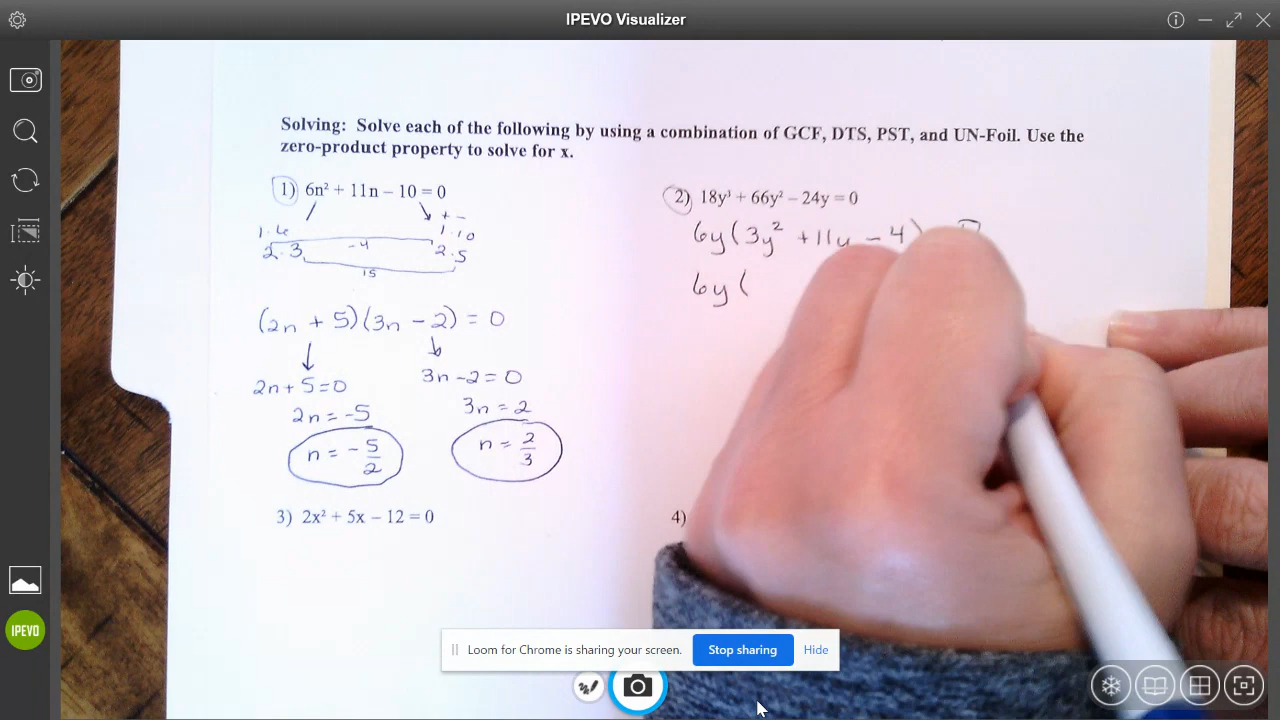 IPEVO Visualizer
Solving: Solve each of the following by using a combination of GCF, DTS, PST, and UN-Foil. Use the
zero-product property to solve for x.
1) 6n² + 11n – 10 = 0
+ –
1·6
1·10
2·3
-4
2·5
15
(2n + 5)(3n - 2) = 0
2n+5=0
3n-2=0
2n = -5
3n = 2
n = -5/2
n = 2/3
2) 18y³ + 66y² – 24y = 0
6y(3y² + 11y - 4)
6y(
3) 2x² + 5x – 12 = 0
4)
IPEVO
Loom for Chrome is sharing your screen.
Stop sharing
Hide